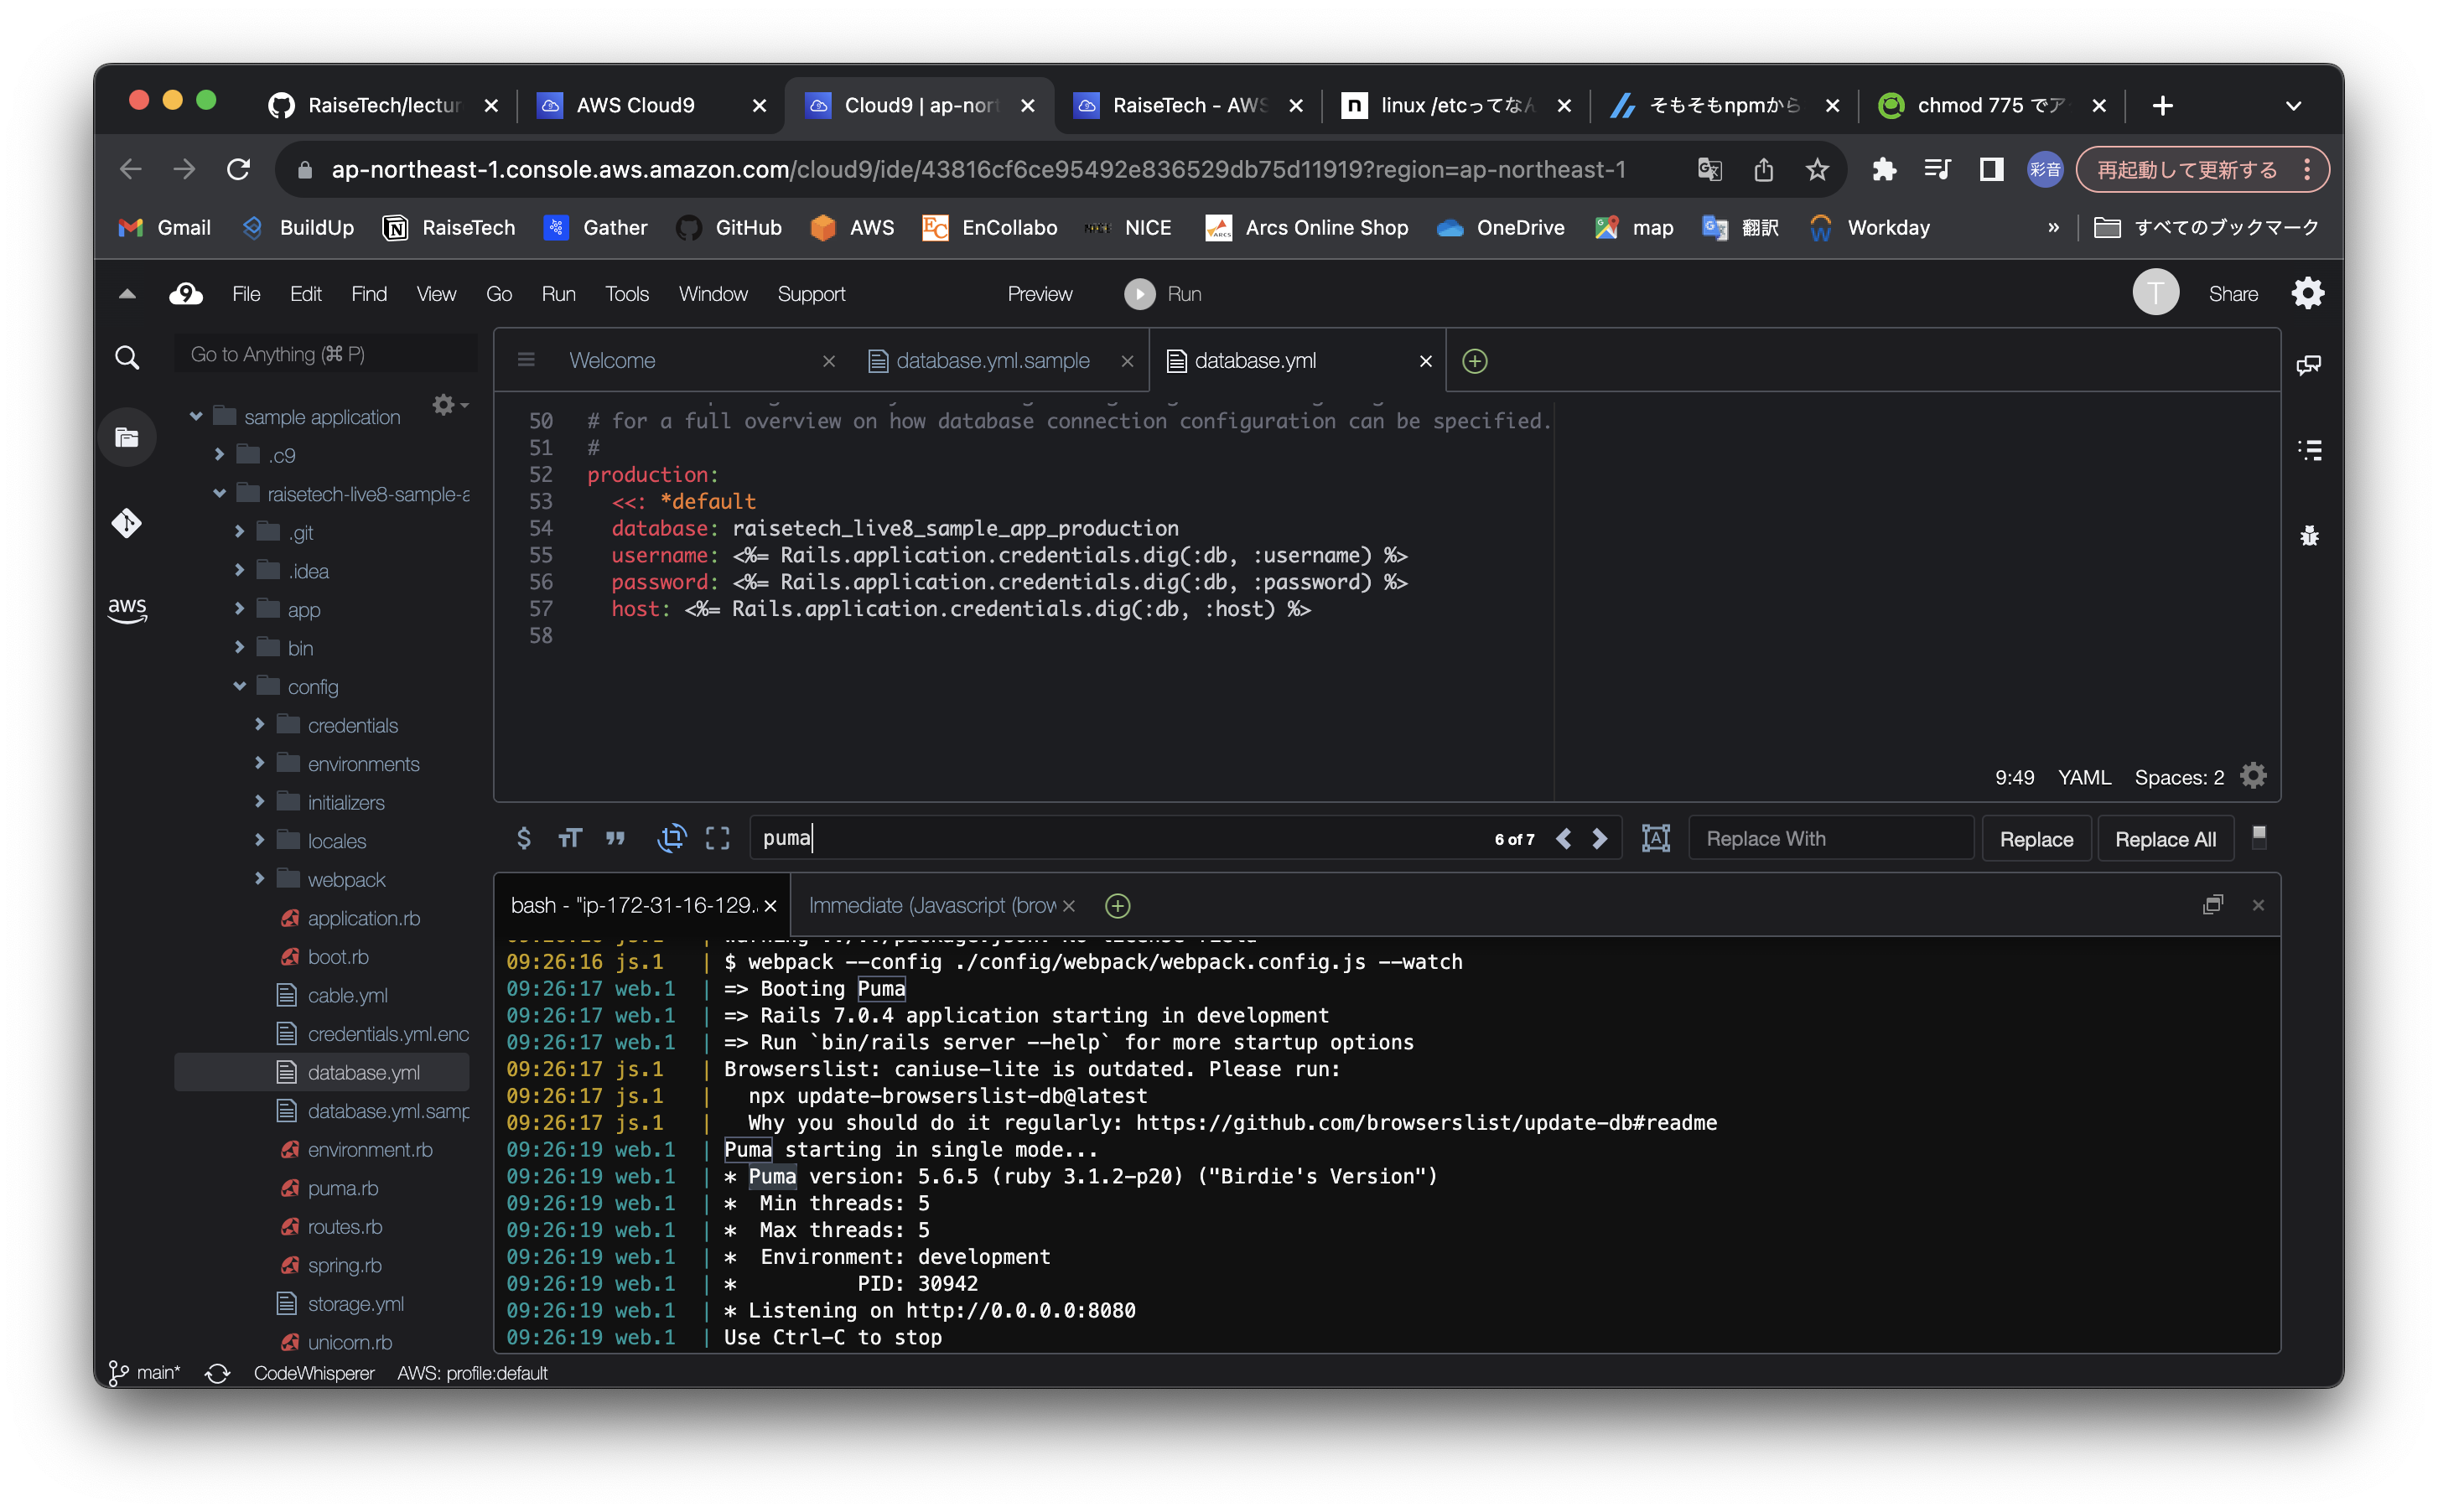 RaiseTech/lectur
AWS Cloud9
Cloud9 | ap-nort
RaiseTech - AWS
linux /etcってなん
そもそもnpmから
chmod 775 でア
ap-northeast-1.console.aws.amazon.com/cloud9/ide/43816cf6ce95492e836529db75d11919?region=ap-northeast-1
彩音
再起動して更新する
Gmail
BuildUp
RaiseTech
Gather
GitHub
AWS
EnCollabo
NICE
Arcs Online Shop
OneDrive
map
翻訳
Workday
»
すべてのブックマーク
File Edit Find View Go Run Tools Window Support Preview Run
T
Share
Go to Anything (⌘ P)
Welcome
database.yml.sample
database.yml
sample application
.c9
raisetech-live8-sample-a
.git
.idea
app
bin
config
credentials
environments
initializers
locales
webpack
application.rb
boot.rb
cable.yml
credentials.yml.enc
database.yml
database.yml.samp
environment.rb
puma.rb
routes.rb
spring.rb
storage.yml
unicorn.rb
aws
50 # for a full overview on how database connection configuration can be specified.
51 #
52 production:
53 <<: *default
54 database: raisetech_live8_sample_app_production
55 username: <%= Rails.application.credentials.dig(:db, :username) %>
56 password: <%= Rails.application.credentials.dig(:db, :password) %>
57 host: <%= Rails.application.credentials.dig(:db, :host) %>
58
9:49 YAML Spaces: 2
puma
6 of 7
Replace With
Replace
Replace All
bash - "ip-172-31-16-129.
Immediate (Javascript (brow
09:26:16 js.1 | $ webpack --config ./config/webpack/webpack.config.js --watch
09:26:17 web.1 | => Booting Puma
09:26:17 web.1 | => Rails 7.0.4 application starting in development
09:26:17 web.1 | => Run `bin/rails server --help` for more startup options
09:26:17 js.1 | Browserslist: caniuse-lite is outdated. Please run:
09:26:17 js.1 | npx update-browserslist-db@latest
09:26:17 js.1 | Why you should do it regularly: https://github.com/browserslist/update-db#readme
09:26:19 web.1 | Puma starting in single mode...
09:26:19 web.1 | * Puma version: 5.6.5 (ruby 3.1.2-p20) ("Birdie's Version")
09:26:19 web.1 | * Min threads: 5
09:26:19 web.1 | * Max threads: 5
09:26:19 web.1 | * Environment: development
09:26:19 web.1 | * PID: 30942
09:26:19 web.1 | * Listening on http://0.0.0.0:8080
09:26:19 web.1 | Use Ctrl-C to stop
main*
CodeWhisperer
AWS: profile:default